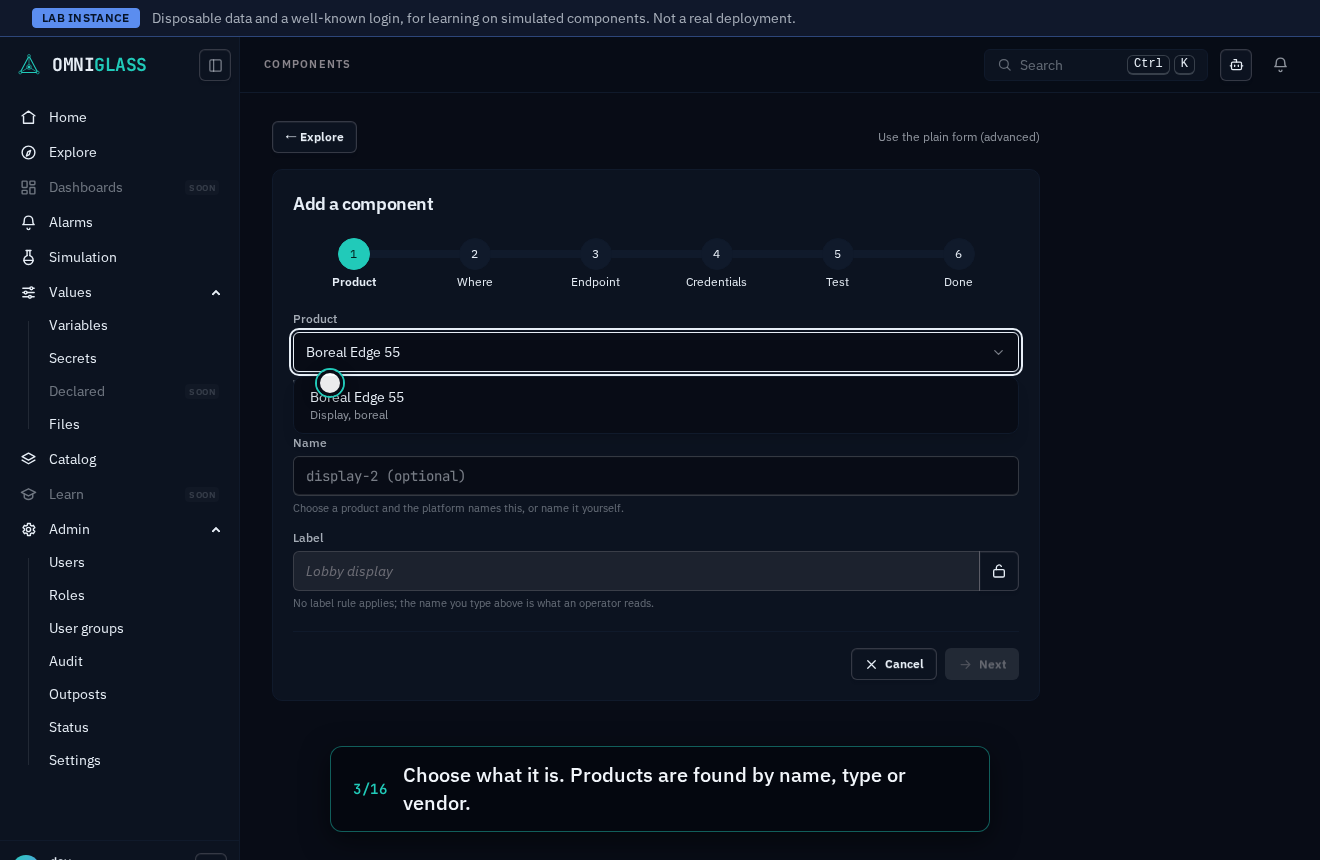 LAB INSTANCE Disposable data and a well-known login, for learning on simulated components. Not a real deployment.
OMNIGLASS
COMPONENTS
Search Ctrl K
Home
Explore
Dashboards SOON
Alarms
Simulation
Values
Variables
Secrets
Declared SOON
Files
Catalog
Learn SOON
Admin
Users
Roles
User groups
Audit
Outposts
Status
Settings
← Explore
Use the plain form (advanced)
Add a component
1 2 3 4 5 6
Product Where Endpoint Credentials Test Done
Product
Boreal Edge 55
Boreal Edge 55
Display, boreal
Name
display-2 (optional)
Choose a product and the platform names this, or name it yourself.
Label
Lobby display
No label rule applies; the name you type above is what an operator reads.
Cancel
Next
3/16 Choose what it is. Products are found by name, type or
vendor.